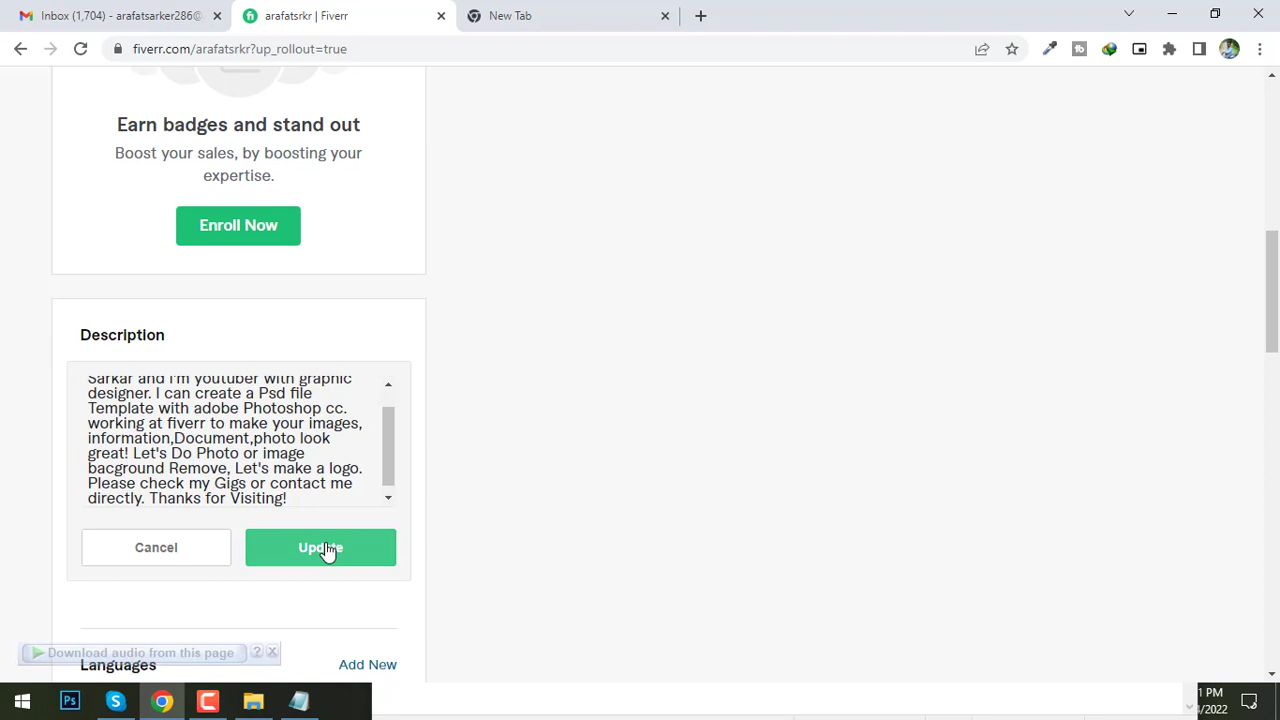 Inbox (1,704) - arafatsarker286@
arafatsrkr | Fiverr
New Tab
fiverr.com/arafatsrkr?up_rollout=true
Earn badges and stand out
Boost your sales, by boosting your
expertise.
Enroll Now
Description
Sarkar and I'm youtuber with graphic
designer. I can create a Psd file
Template with adobe Photoshop cc.
working at fiverr to make your images,
information,Document,photo look
great! Let's Do Photo or image
bacground Remove, Let's make a logo.
Please check my Gigs or contact me
directly. Thanks for Visiting!
Cancel
Update
Download audio from this page
?
Languages
Add New
Ps
1 PM
/2022